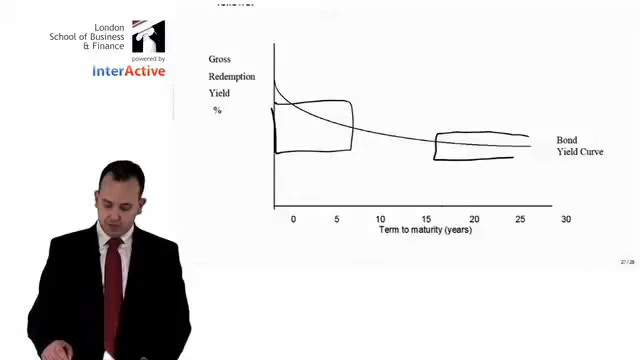 London
School of Business
& Finance
powered by
InterActive
Gross
Redemption
Yield
%
Bond
Yield Curve
0 5 10 15 20 25 30
Term to maturity (years)